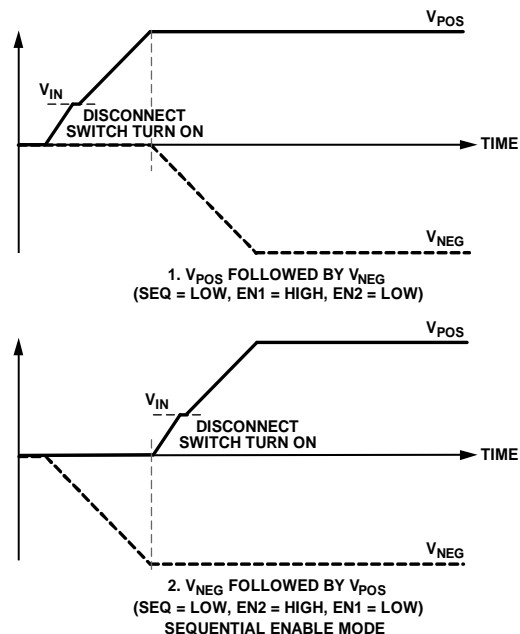 VPOS
VIN
DISCONNECT
SWITCH TURN ON
TIME
VNEG
1. VPOS FOLLOWED BY VNEG
(SEQ = LOW, EN1 = HIGH, EN2 = LOW)
VPOS
VIN
DISCONNECT
SWITCH TURN ON
TIME
VNEG
2. VNEG FOLLOWED BY VPOS
(SEQ = LOW, EN2 = HIGH, EN1 = LOW)
SEQUENTIAL ENABLE MODE